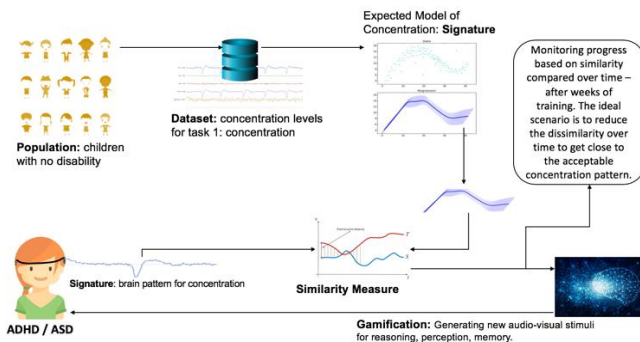 Expected Model of
Concentration: Signature
Population: children
with no disability
Dataset: concentration levels
for task 1: concentration
Monitoring progress
based on similarity
compared over time –
after weeks of
training. The ideal
scenario is to reduce the
dissimilarity over
time to get close to
the acceptable
concentration pattern.
T
S
Signature: brain pattern for concentration
Similarity Measure
ADHD / ASD
Gamification: Generating new audio-visual stimuli
for reasoning, perception, memory.